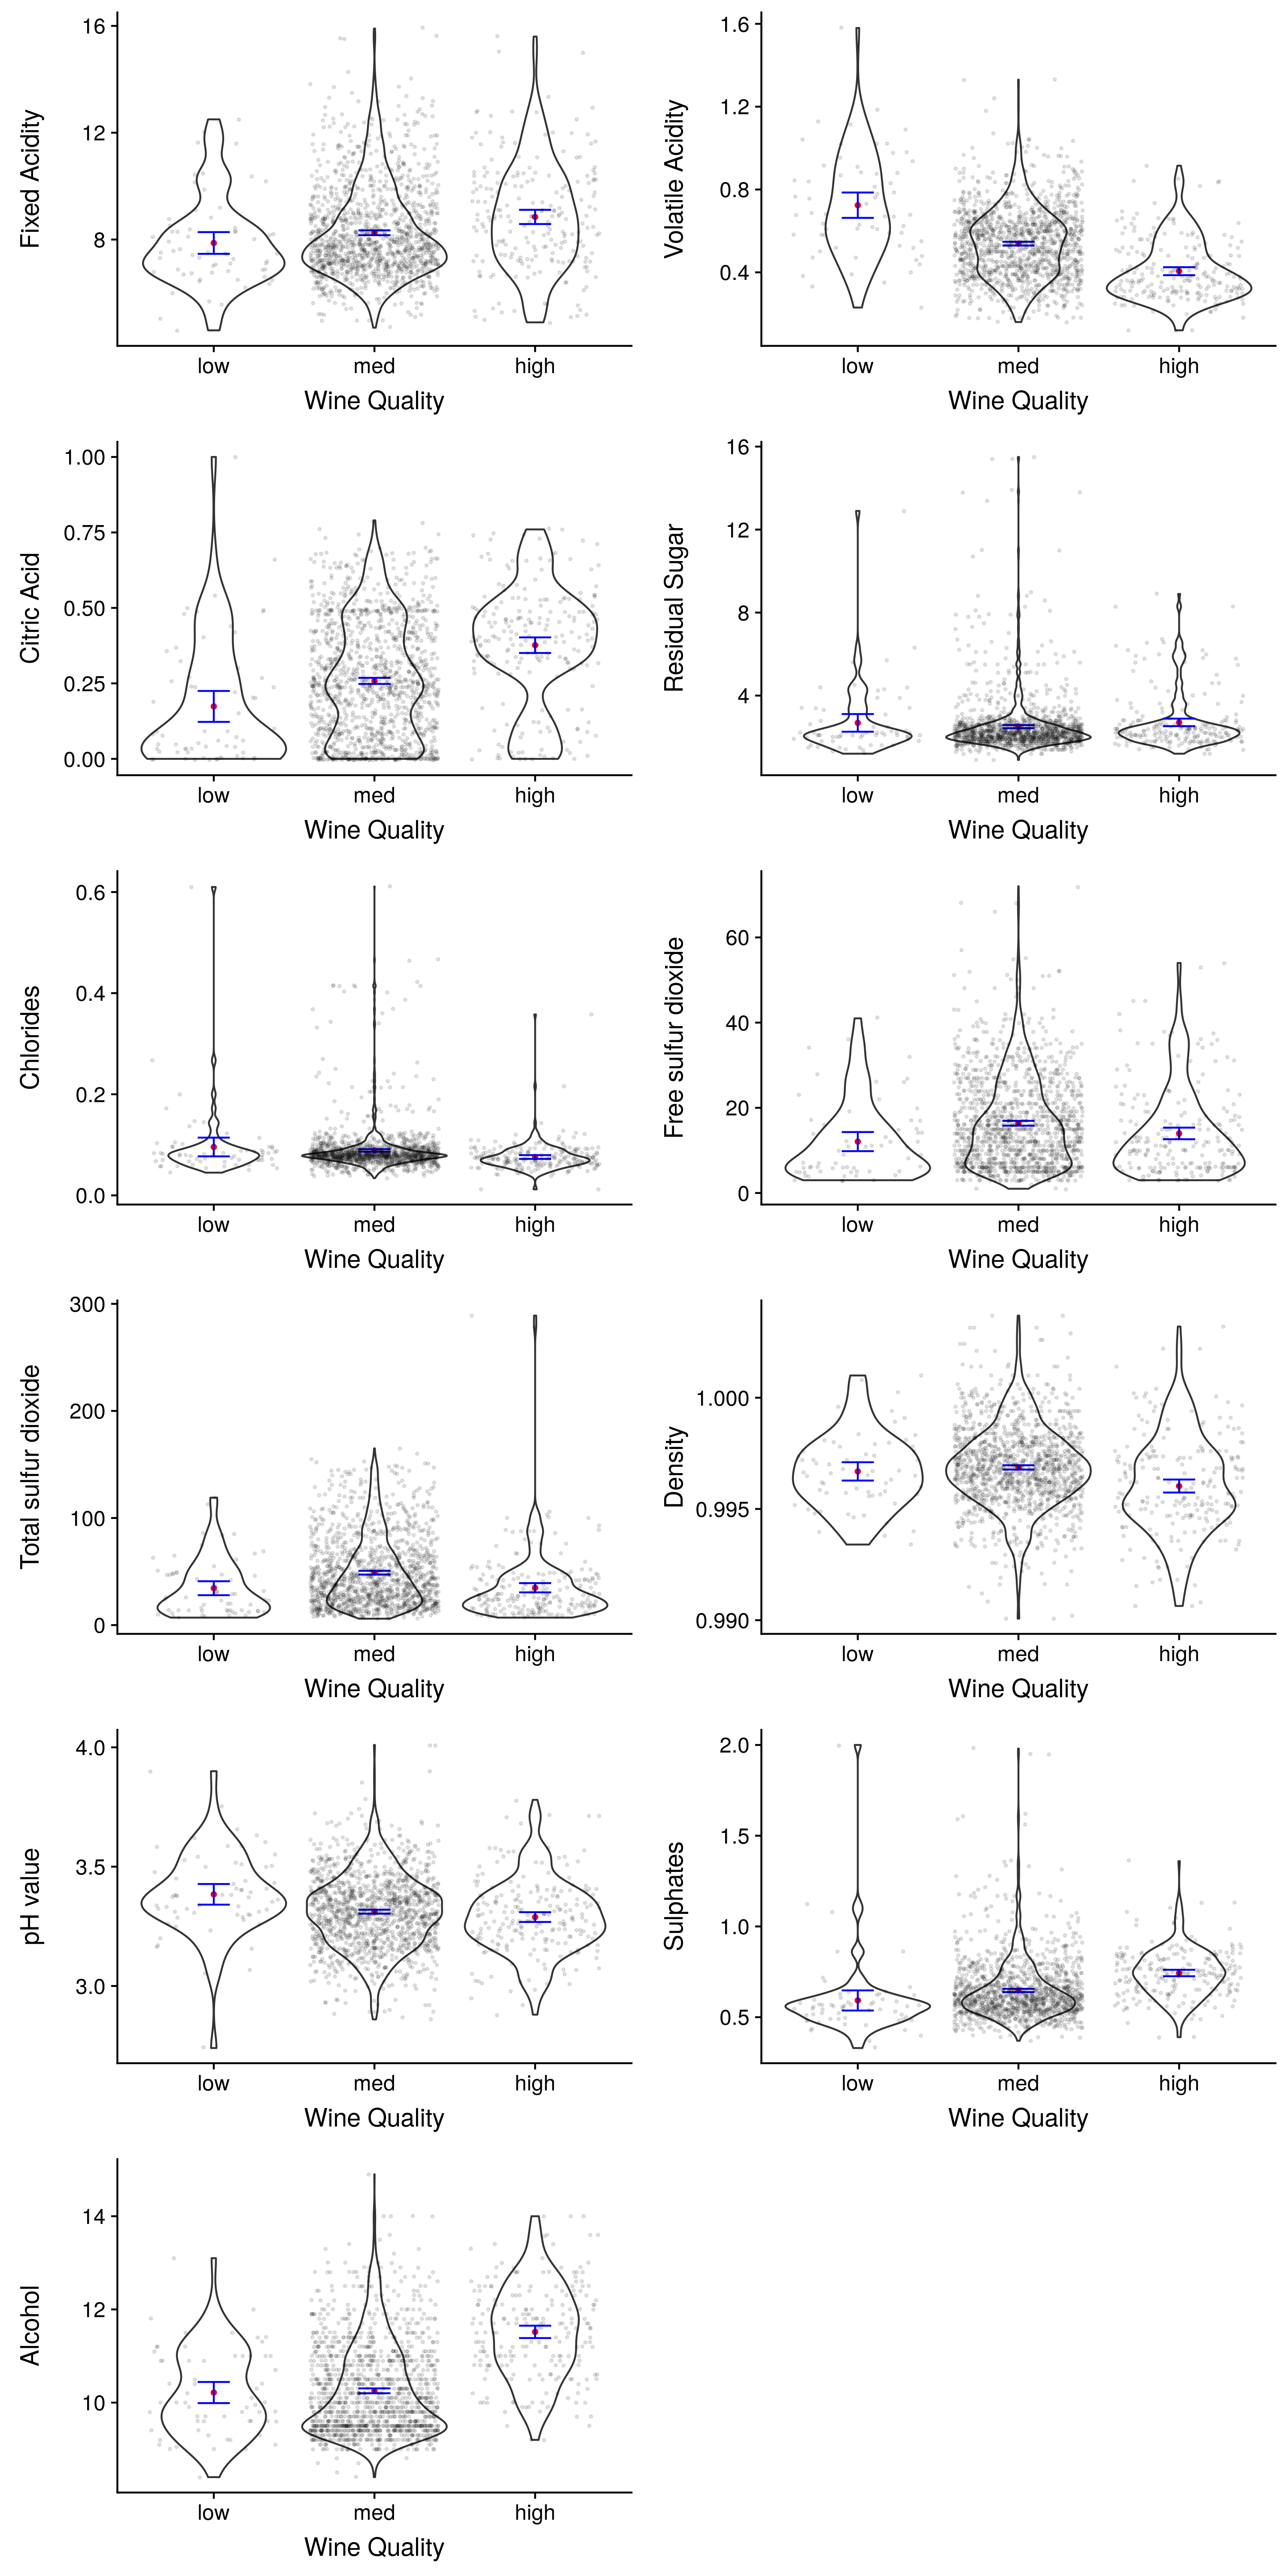 Fixed Acidity
16
12
8
low med high
Wine Quality
Volatile Acidity
1.6
1.2
0.8
0.4
low med high
Wine Quality
Citric Acid
1.00
0.75
0.50
0.25
0.00
low med high
Wine Quality
Residual Sugar
16
12
8
4
low med high
Wine Quality
Chlorides
0.6
0.4
0.2
0.0
low med high
Wine Quality
Free sulfur dioxide
60
40
20
0
low med high
Wine Quality
Total sulfur dioxide
300
200
100
0
low med high
Wine Quality
Density
1.000
0.995
0.990
low med high
Wine Quality
pH value
4.0
3.5
3.0
low med high
Wine Quality
Sulphates
2.0
1.5
1.0
0.5
low med high
Wine Quality
Alcohol
14
12
10
low med high
Wine Quality